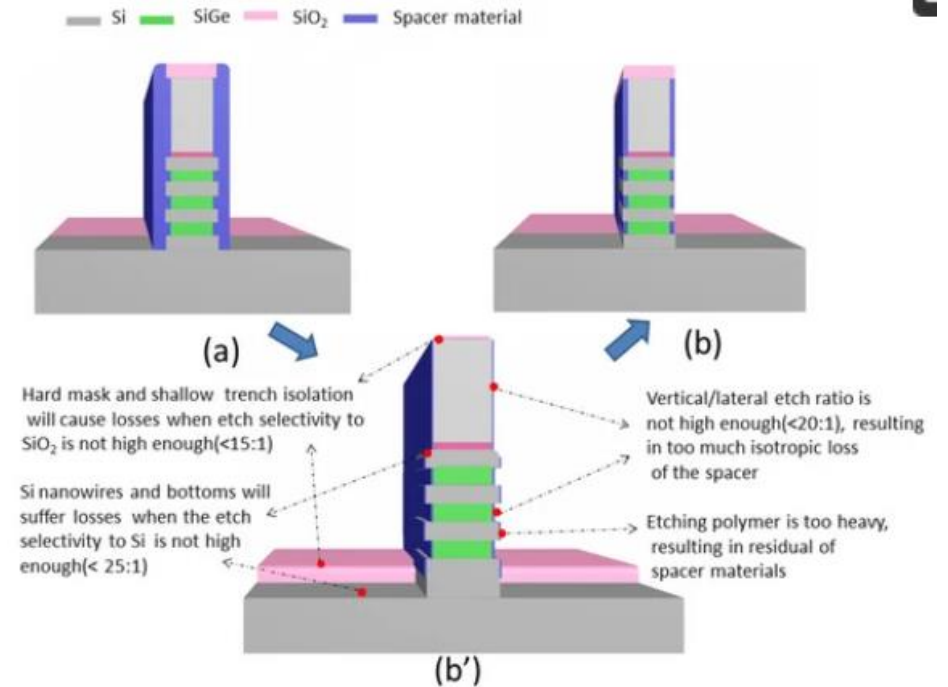 Si SiGe SiO₂ Spacer material
(a)
(b)
Hard mask and shallow trench isolation
will cause losses when etch selectivity to
SiO₂ is not high enough(<15:1)
Si nanowires and bottoms will
suffer losses when the etch
selectivity to Si is not high
enough(< 25:1)
Vertical/lateral etch ratio is
not high enough(<20:1), resulting
in too much isotropic loss
of the spacer
Etching polymer is too heavy,
resulting in residual of
spacer materials
(b’)